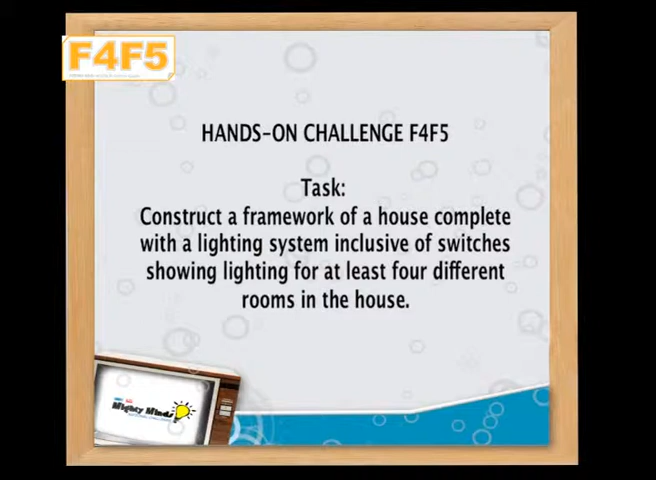 F4F5
HANDS-ON CHALLENGE F4F5
Task:
Construct a framework of a house complete
with a lighting system inclusive of switches
showing lighting for at least four different
rooms in the house.
Mighty Minds